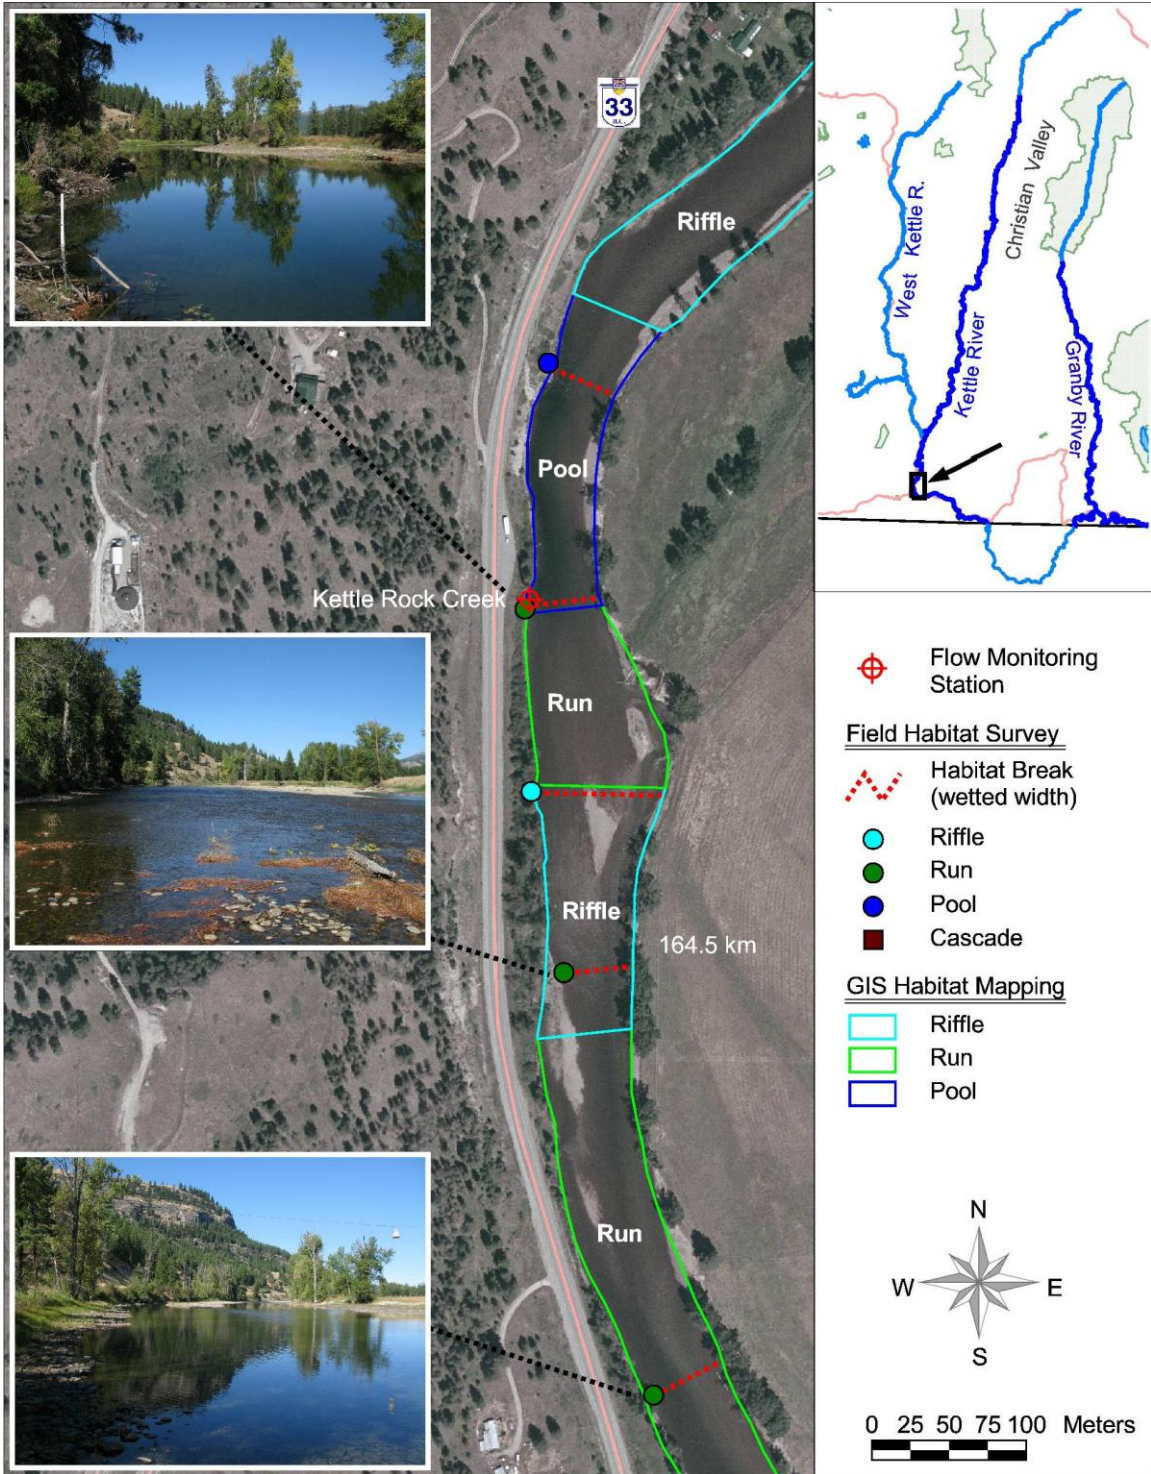 33
B.C.
Riffle
Pool
Kettle Rock Creek
Run
Riffle
164.5 km
Run
West Kettle R.
Kettle River
Christian Valley
Granby River
Flow Monitoring
Station
Field Habitat Survey
Habitat Break
(wetted width)
Riffle
Run
Pool
Cascade
GIS Habitat Mapping
Riffle
Run
Pool
N
W E
S
0 25 50 75 100 Meters